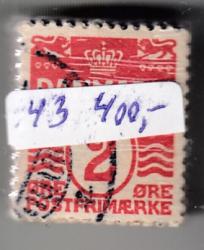 43 400,-
2
ØRE ØRE
POSTFRIMÆRKE